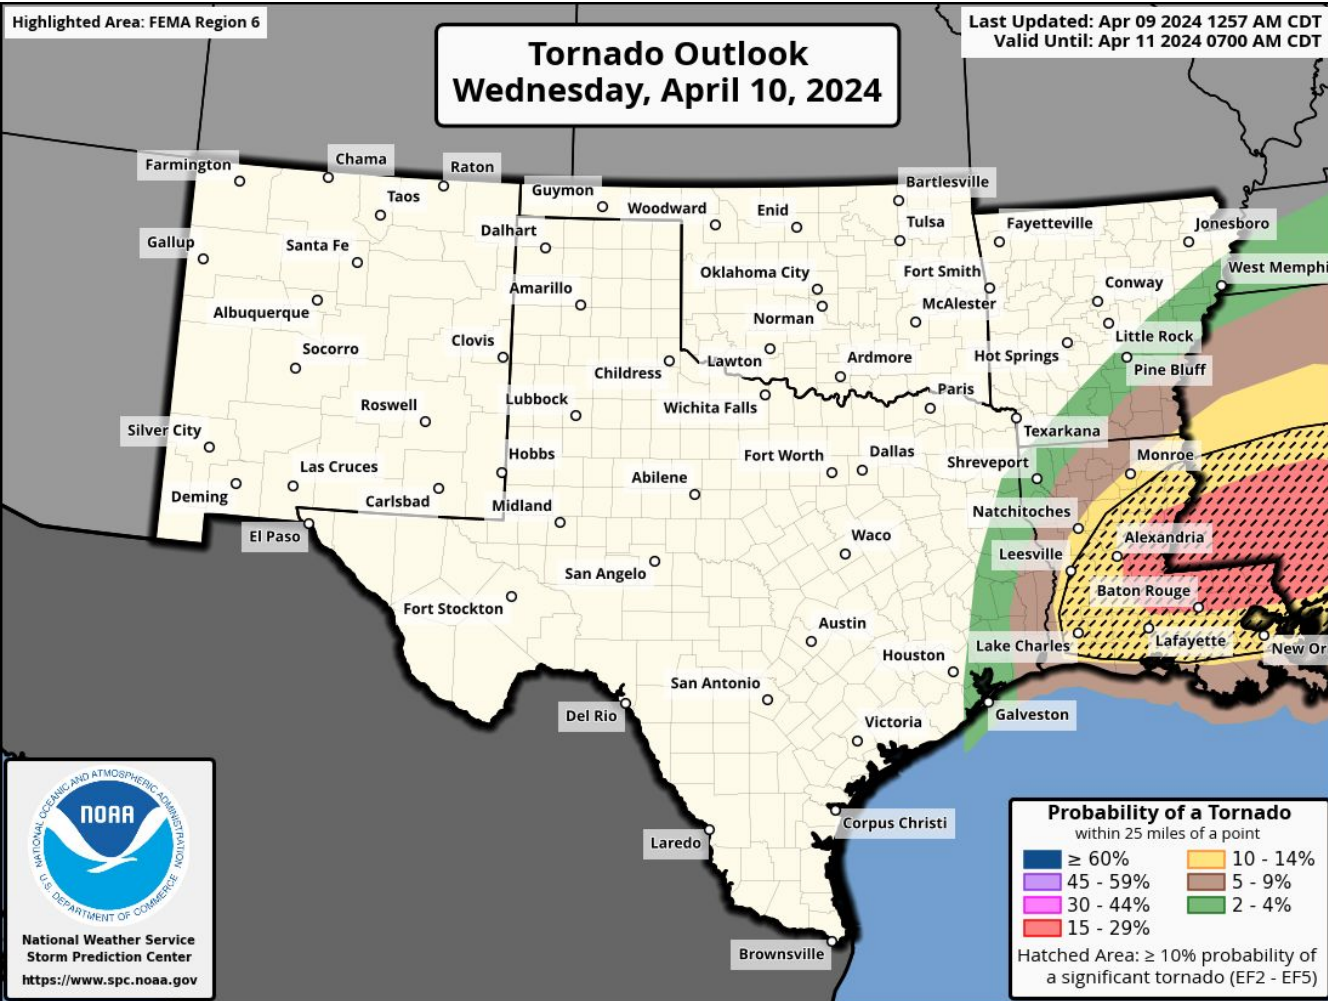 Highlighted Area: FEMA Region 6
Last Updated: Apr 09 2024 1257 AM CDT
Valid Until: Apr 11 2024 0700 AM CDT
Tornado Outlook
Wednesday, April 10, 2024
Farmington
Chama
Raton
Taos
Guymon
Woodward
Enid
Bartlesville
Tulsa
Fayetteville
Jonesboro
Gallup
Santa Fe
Dalhart
Oklahoma City
Fort Smith
West Memphi
Conway
Amarillo
McAlester
Albuquerque
Norman
Little Rock
Socorro
Clovis
Childress
Lawton
Ardmore
Hot Springs
Pine Bluff
Roswell
Lubbock
Wichita Falls
Paris
Silver City
Texarkana
Las Cruces
Hobbs
Fort Worth
Dallas
Shreveport
Monroe
Deming
Carlsbad
Midland
Abilene
Natchitoches
El Paso
Waco
Leesville
Alexandria
San Angelo
Baton Rouge
Fort Stockton
Austin
Houston
Lake Charles
Lafayette
New Or
San Antonio
Del Rio
Victoria
Galveston
Corpus Christi
Laredo
Brownsville
NATIONAL OCEANIC AND ATMOSPHERIC ADMINISTRATION
NOAA
U.S. DEPARTMENT OF COMMERCE
National Weather Service
Storm Prediction Center
https://www.spc.noaa.gov
Probability of a Tornado
within 25 miles of a point
≥ 60%
45 - 59%
30 - 44%
15 - 29%
10 - 14%
5 - 9%
2 - 4%
Hatched Area: ≥ 10% probability of
a significant tornado (EF2 - EF5)